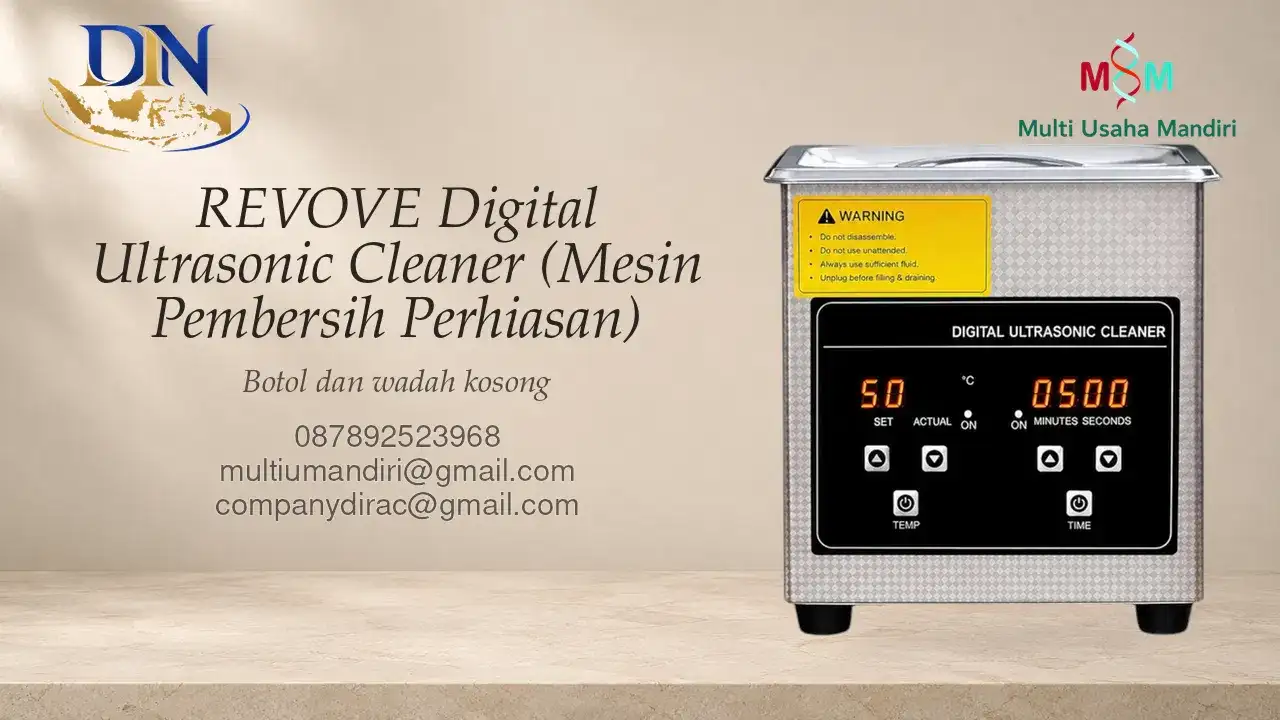 DIN
MSM
Multi Usaha Mandiri
REVOVE Digital
Ultrasonic Cleaner (Mesin
Pembersih Perhiasan)
Botol dan wadah kosong
087892523968
multiumandiri@gmail.com
companydirac@gmail.com
WARNING
• Do not disassemble.
• Do not use unattended.
• Always use sufficient fluid.
• Unplug before filling & draining.
DIGITAL ULTRASONIC CLEANER
50 °C 0500
SET ACTUAL ON ON MINUTES SECONDS
TEMP TIME